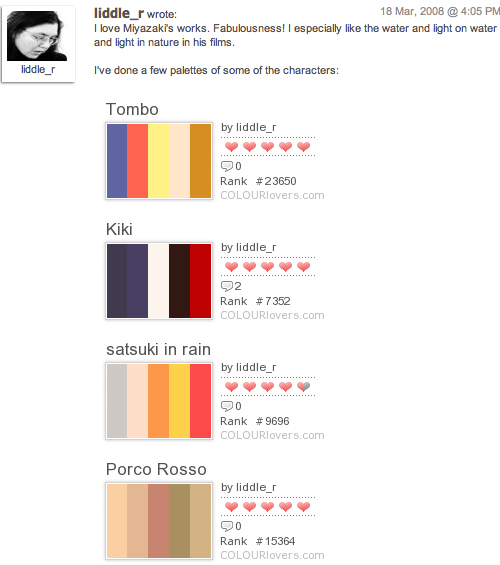 liddle_r wrote:
18 Mar, 2008 @ 4:05 PM
I love Miyazaki's works. Fabulousness! I especially like the water and light on water
and light in nature in his films.
liddle_r
I've done a few palettes of some of the characters:
Tombo
by liddle_r
0
Rank #23650
COLOURlovers.com
Kiki
by liddle_r
2
Rank #7352
COLOURlovers.com
satsuki in rain
by liddle_r
0
Rank #9696
COLOURlovers.com
Porco Rosso
by liddle_r
0
Rank #15364
COLOURlovers.com